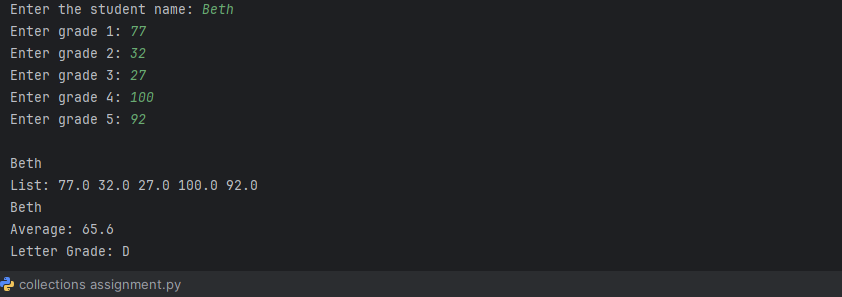 Enter the student name: Beth
Enter grade 1: 77
Enter grade 2: 32
Enter grade 3: 27
Enter grade 4: 100
Enter grade 5: 92
Beth
List: 77.0 32.0 27.0 100.0 92.0
Beth
Average: 65.6
Letter Grade: D
collections assignment.py